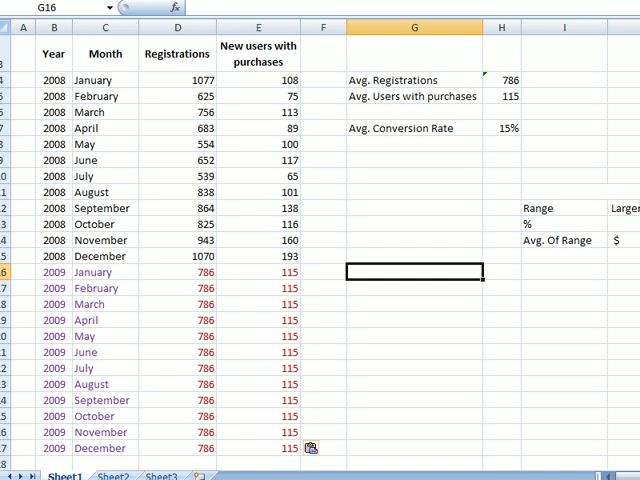 G16
fx
A B C D E F G H I
Year Month Registrations New users with purchases
2008 January 1077 108 Avg. Registrations 786
2008 February 625 75 Avg. Users with purchases 115
2008 March 756 113
2008 April 683 89 Avg. Conversion Rate 15%
2008 May 554 100
2008 June 652 117
2008 July 539 65
2008 August 838 101
2008 September 864 138 Range Larger
2008 October 825 116 %
2008 November 943 160 Avg. Of Range $
2008 December 1070 193
2009 January 786 115
2009 February 786 115
2009 March 786 115
2009 April 786 115
2009 May 786 115
2009 June 786 115
2009 July 786 115
2009 August 786 115
2009 September 786 115
2009 October 786 115
2009 November 786 115
2009 December 786 115
Sheet1 Sheet2 Sheet3